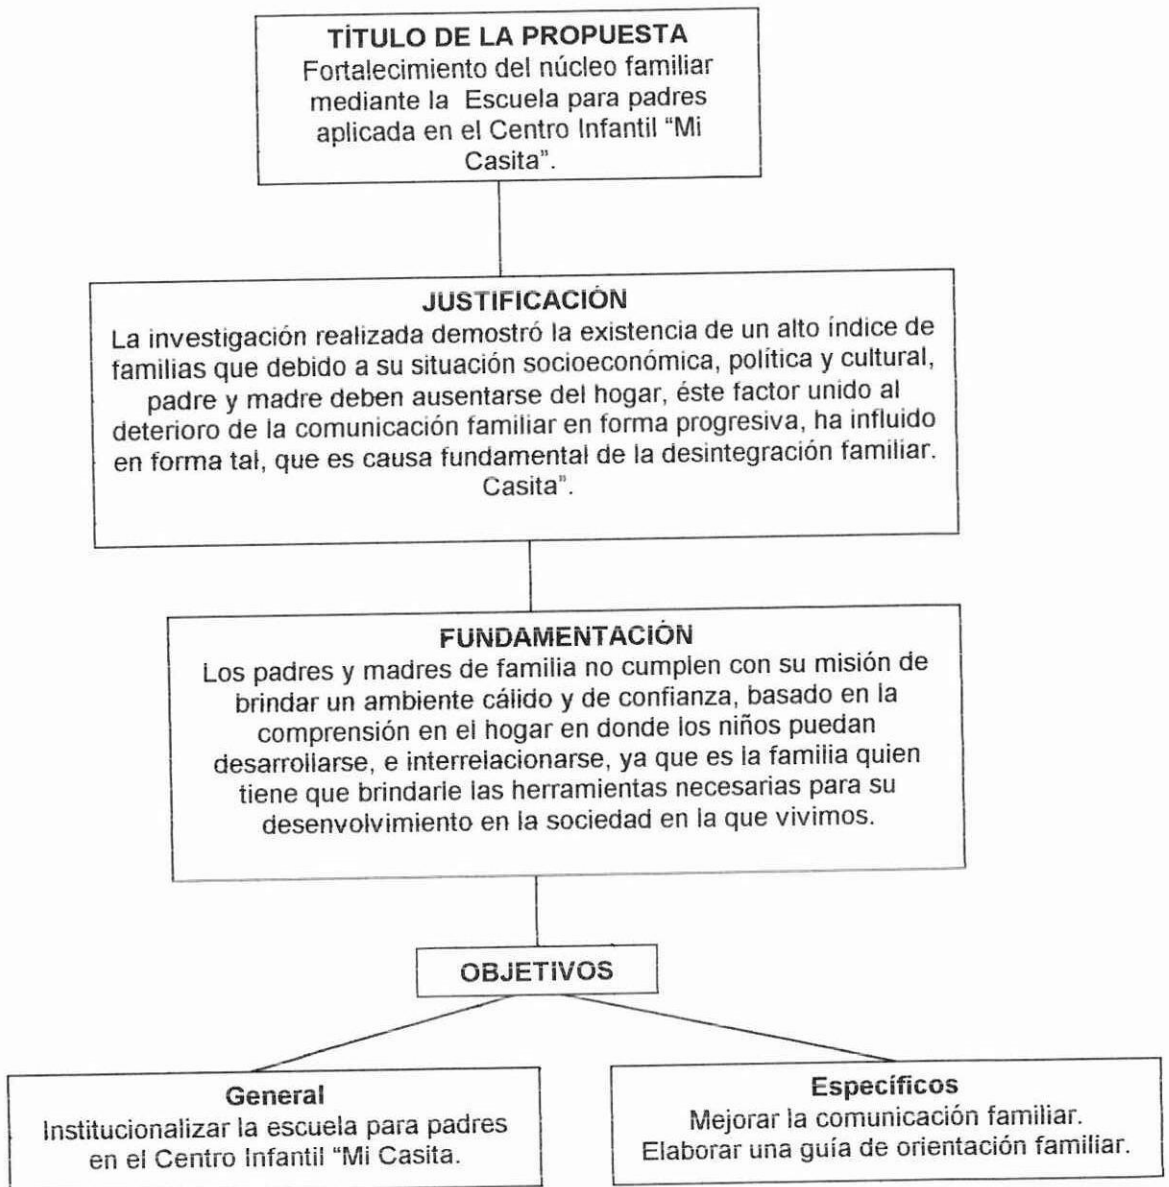 TÍTULO DE LA PROPUESTA
Fortalecimiento del núcleo familiar
mediante la Escuela para padres
aplicada en el Centro Infantil "Mi
Casita".
JUSTIFICACIÓN
La investigación realizada demostró la existencia de un alto índice de
familias que debido a su situación socioeconómica, política y cultural,
padre y madre deben ausentarse del hogar, éste factor unido al
deterioro de la comunicación familiar en forma progresiva, ha influido
en forma tal, que es causa fundamental de la desintegración familiar.
Casita".
FUNDAMENTACIÓN
Los padres y madres de familia no cumplen con su misión de
brindar un ambiente cálido y de confianza, basado en la
comprensión en el hogar en donde los niños puedan
desarrollarse, e interrelacionarse, ya que es la familia quien
tiene que brindarle las herramientas necesarias para su
desenvolvimiento en la sociedad en la que vivimos.
OBJETIVOS
General
Institucionalizar la escuela para padres
en el Centro Infantil "Mi Casita.
Específicos
Mejorar la comunicación familiar.
Elaborar una guía de orientación familiar.